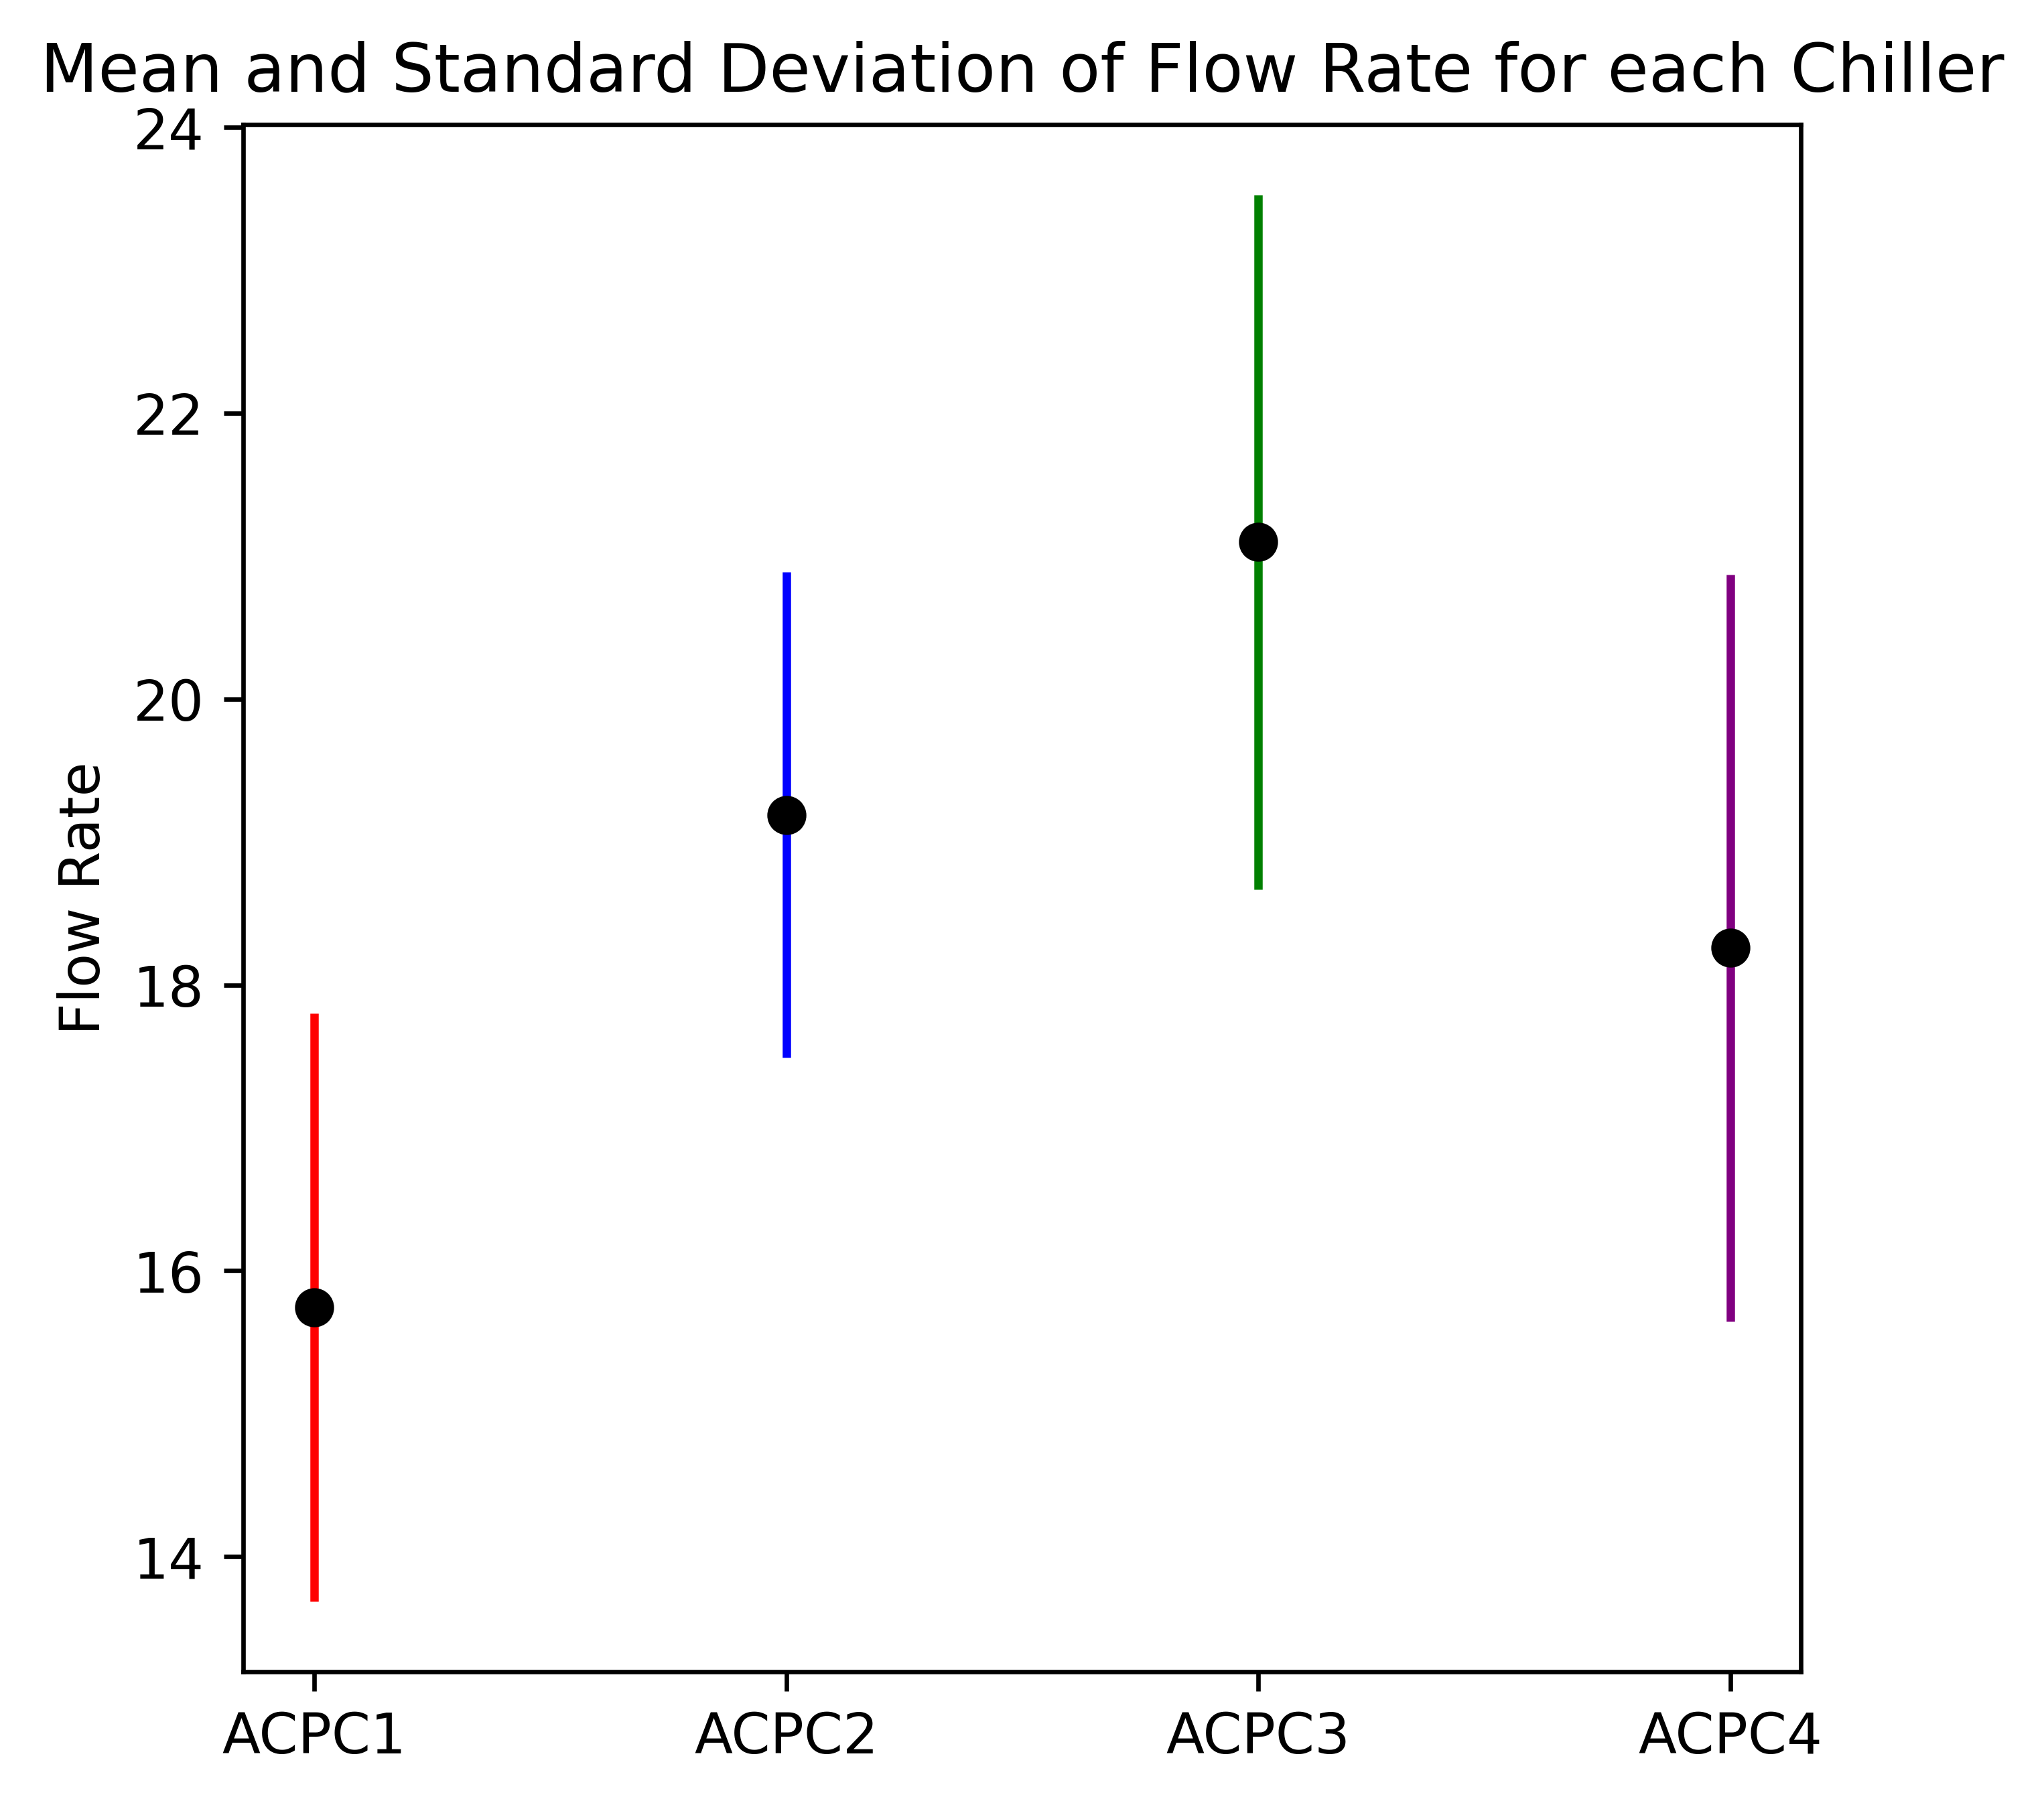 Mean and Standard Deviation of Flow Rate for each Chiller
24
22
20
18
16
14
Flow Rate
ACPC1 ACPC2 ACPC3 ACPC4